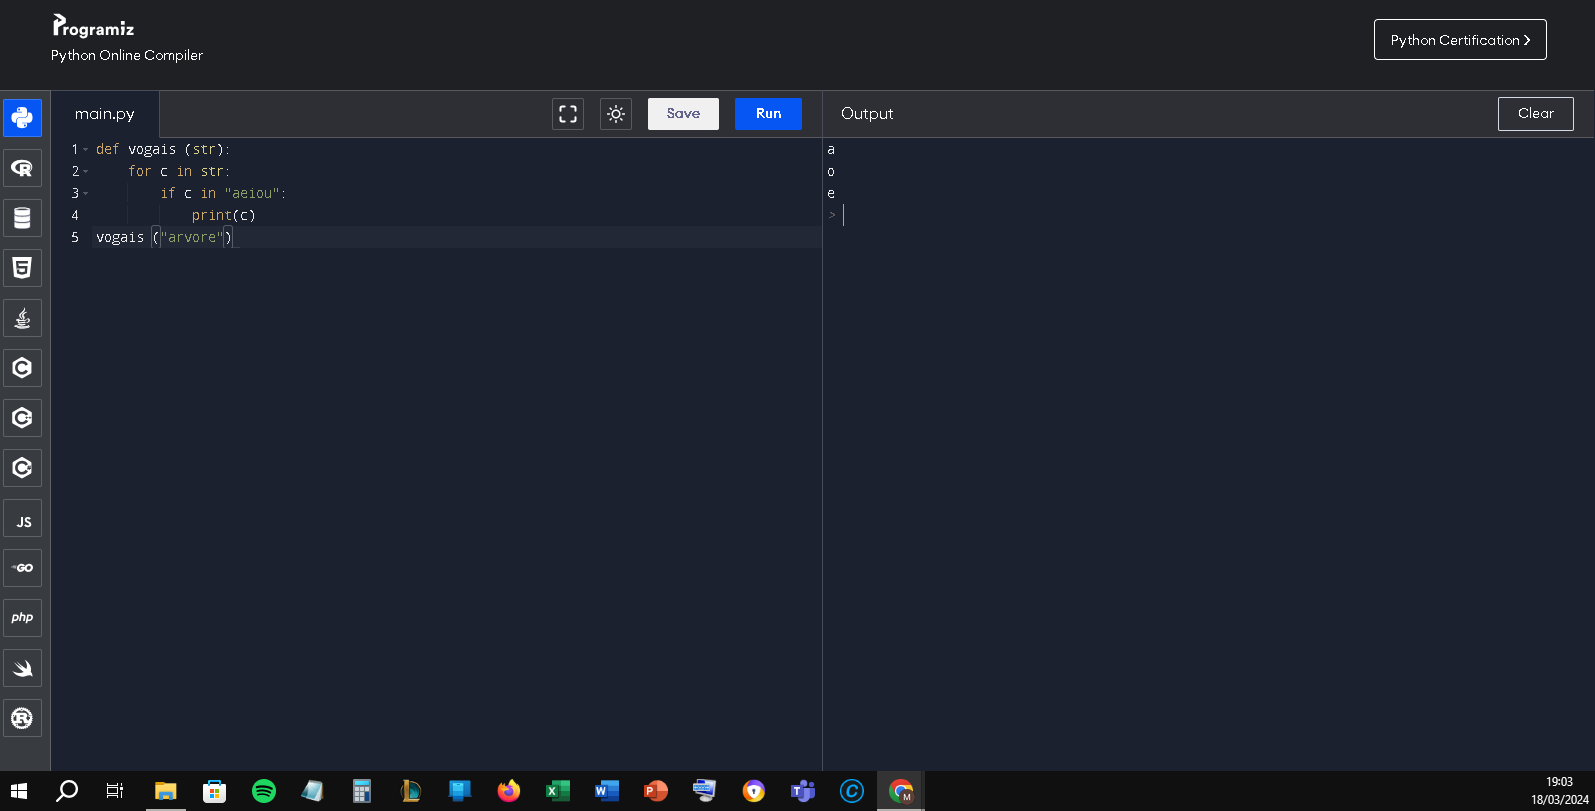 Programiz
Python Online Compiler
Python Certification >
main.py
Save
Run
Output
Clear
1 def vogais (str):
2     for c in str:
3         if c in "aeiou":
4             print(c)
5 vogais ("arvore")
a
o
e
>
R
5
C
C
C
JS
GO
php
R
X
W
P
T
C
M
19:03
18/03/2024